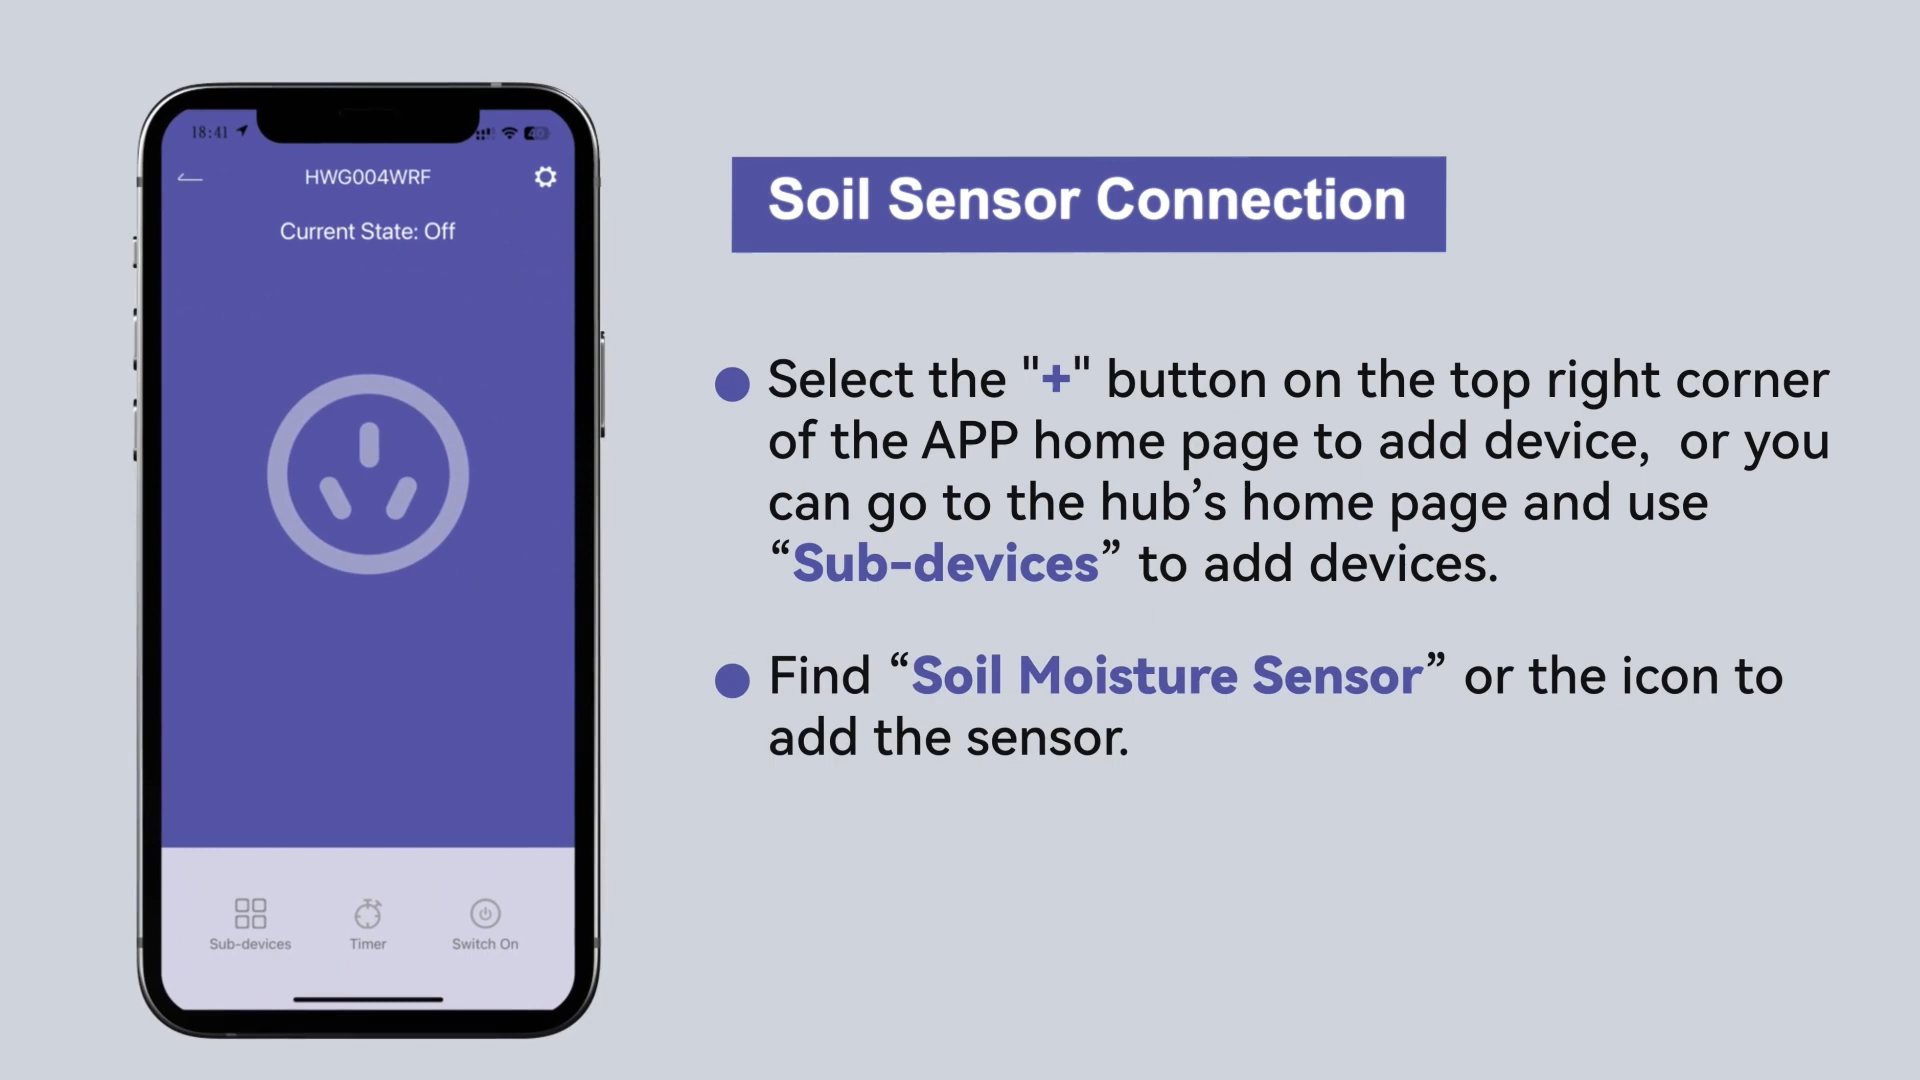 18:41
40
HWG004WRF
Current State: Off
Sub-devices
Timer
Switch On
Soil Sensor Connection
Select the "+" button on the top right corner
of the APP home page to add device, or you
can go to the hub’s home page and use
“Sub-devices” to add devices.
Find “Soil Moisture Sensor” or the icon to
add the sensor.